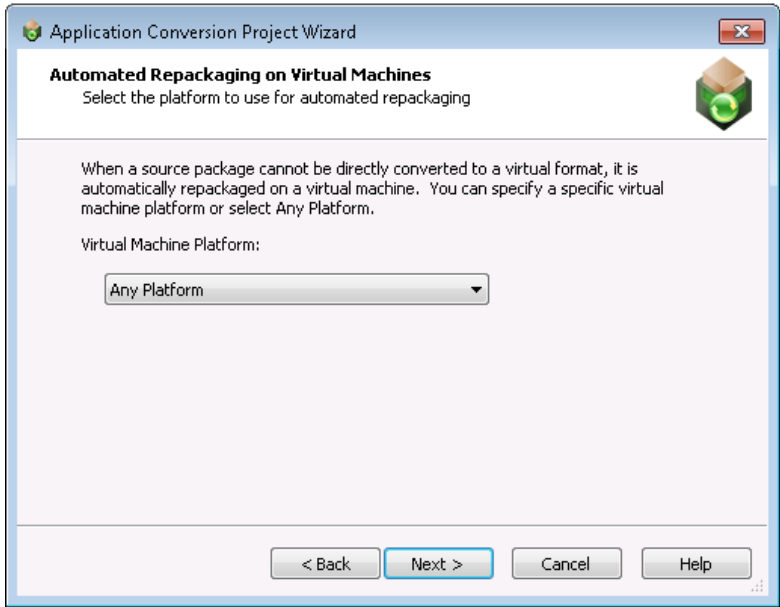 Application Conversion Project Wizard
Automated Repackaging on Virtual Machines
Select the platform to use for automated repackaging
When a source package cannot be directly converted to a virtual format, it is
automatically repackaged on a virtual machine.  You can specify a specific virtual
machine platform or select Any Platform.
Virtual Machine Platform:
Any Platform
< Back
Next >
Cancel
Help